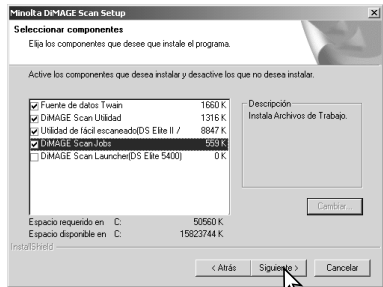 Minolta DiMAGE Scan Setup
Seleccionar componentes
Elija los componentes que desee que instale el programa.
Active los componentes que desea instalar y desactive los que no desea instalar.
Fuente de datos Twain 1660 K
DiMAGE Scan Utilidad 1316 K
Utilidad de fácil escaneado(DS Elite II / 8847 K
DiMAGE Scan Jobs 559 K
DiMAGE Scan Launcher(DS Elite 5400) 0 K
Descripción
Instala Archivos de Trabajo.
Cambiar...
Espacio requerido en C: 50560 K
Espacio disponible en C: 15823744 K
InstallShield
< Atrás Siguiente > Cancelar